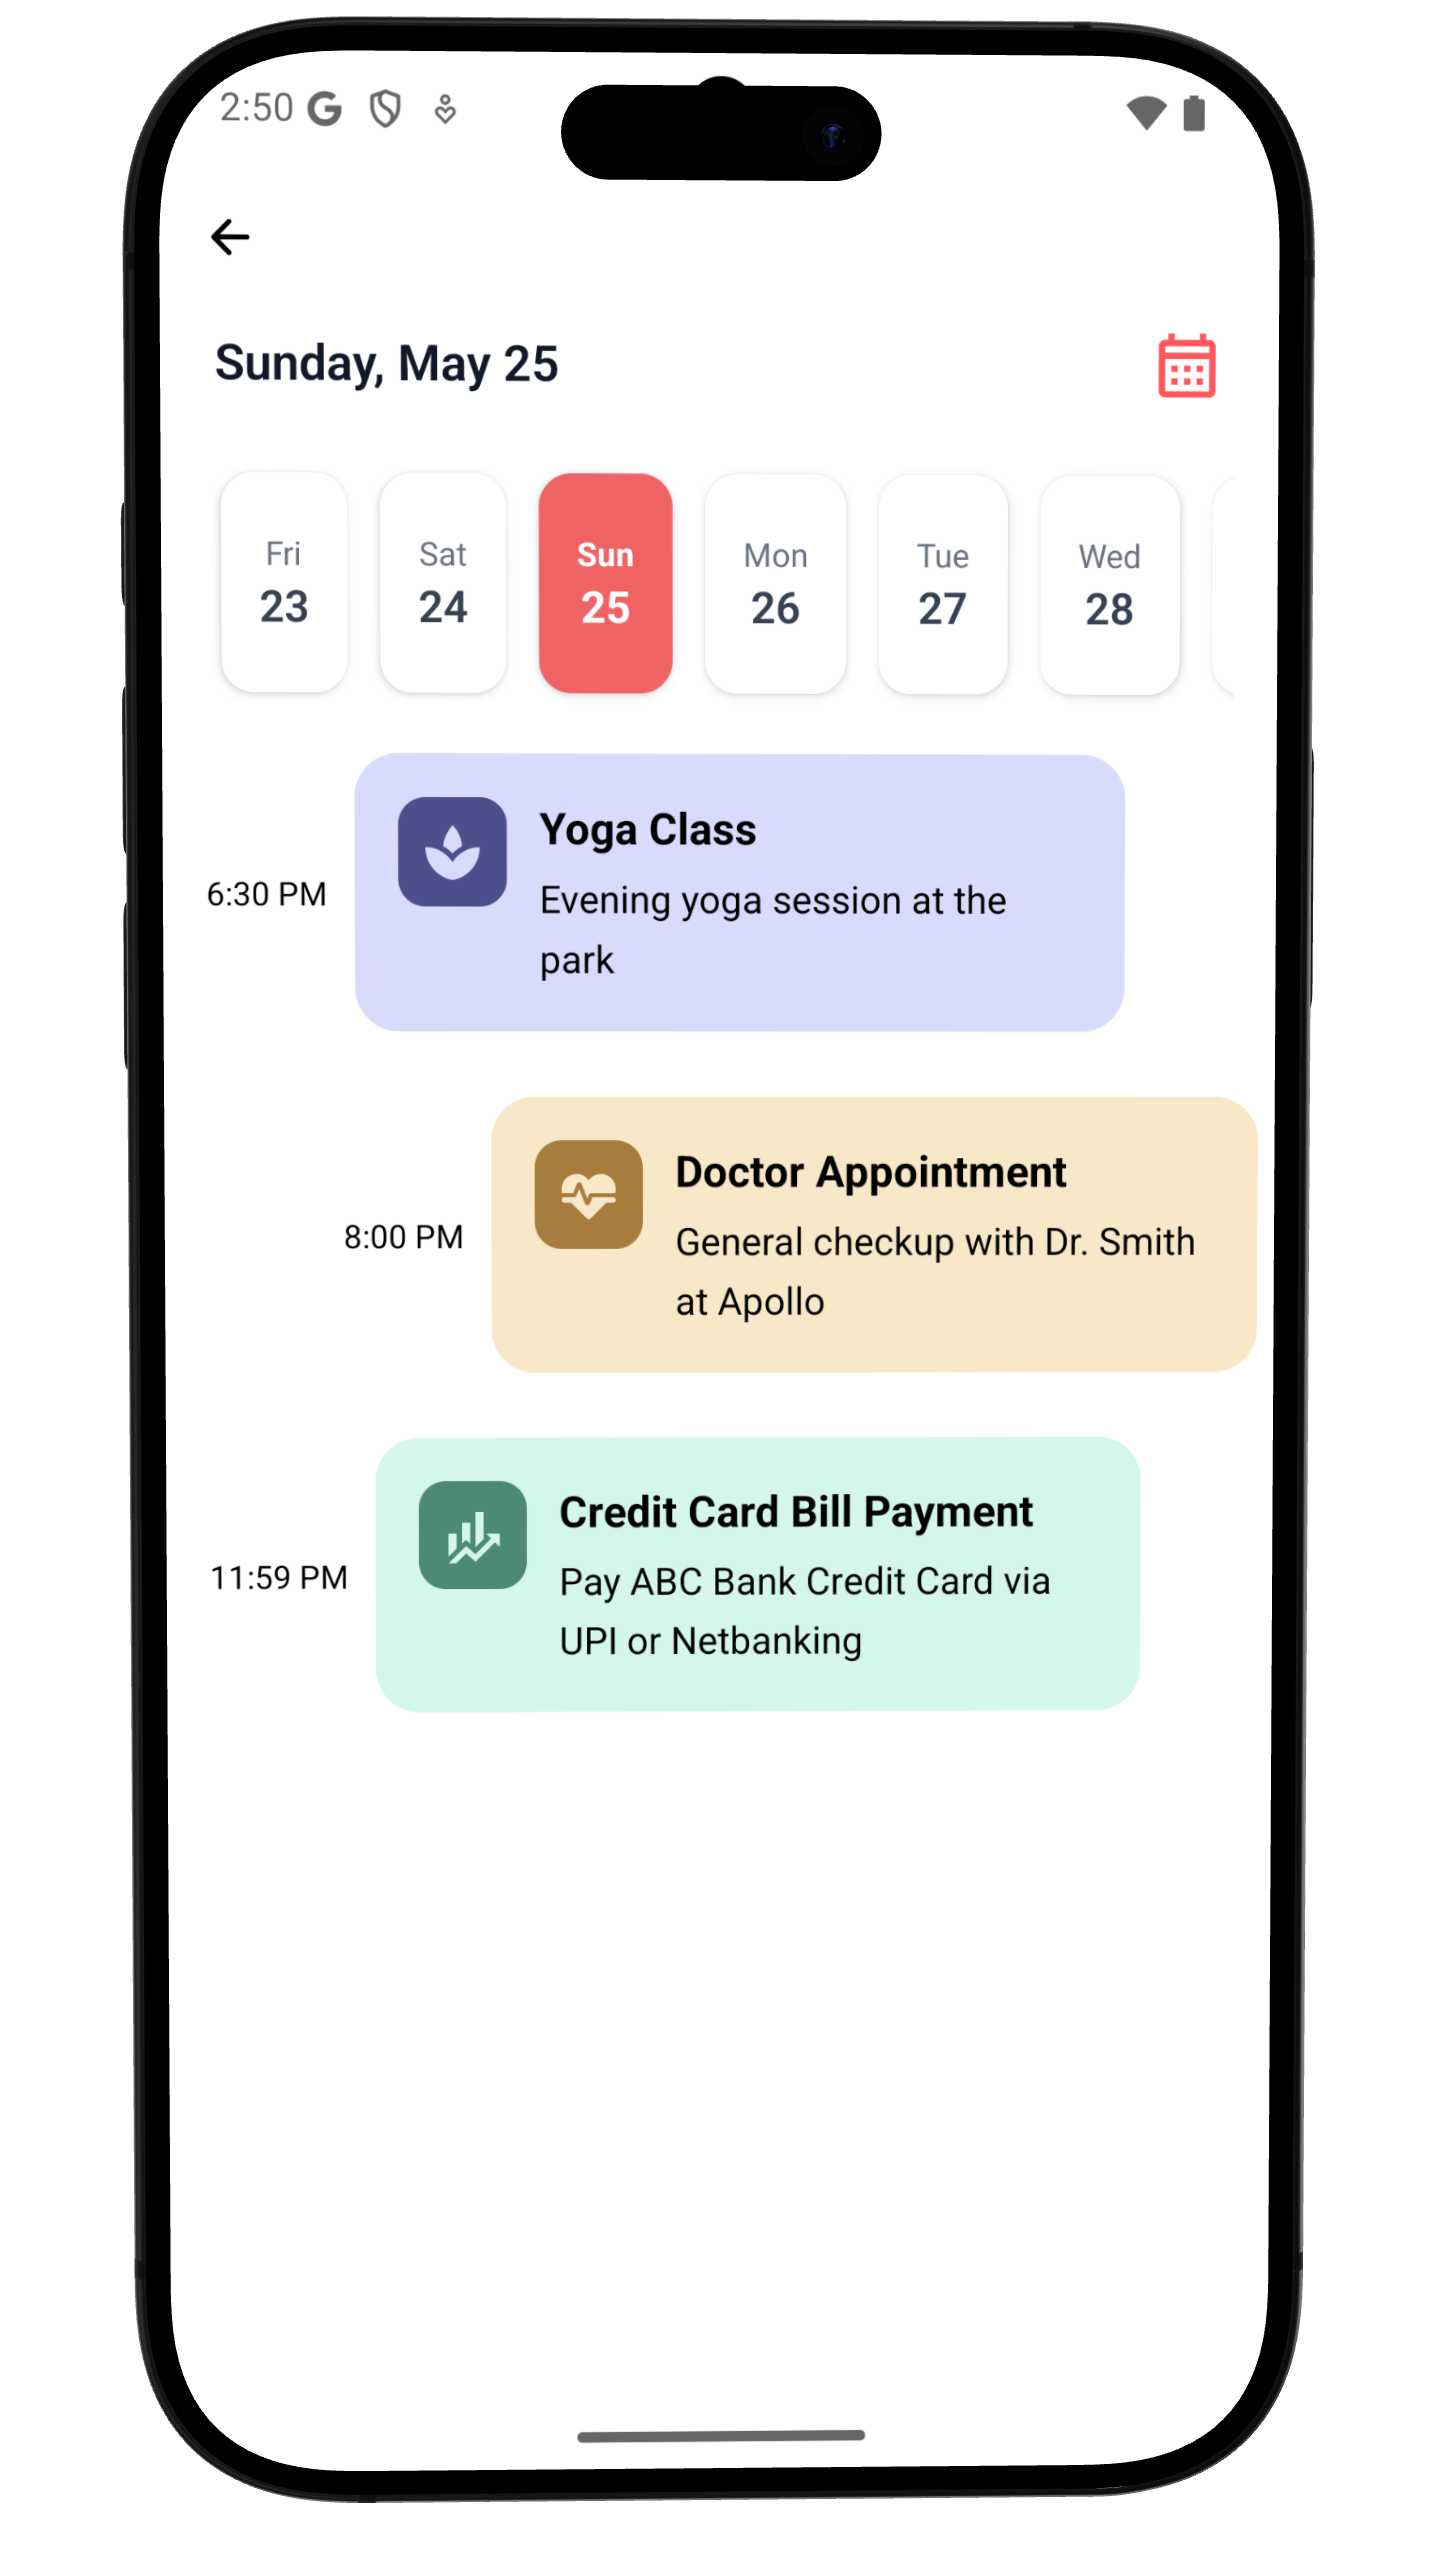 2:50
Sunday, May 25
Fri Sat Sun Mon Tue Wed
23 24 25 26 27 28
Yoga Class
6:30 PM
Evening yoga session at the
park
Doctor Appointment
8:00 PM
General checkup with Dr. Smith
at Apollo
Credit Card Bill Payment
11:59 PM
Pay ABC Bank Credit Card via
UPI or Netbanking